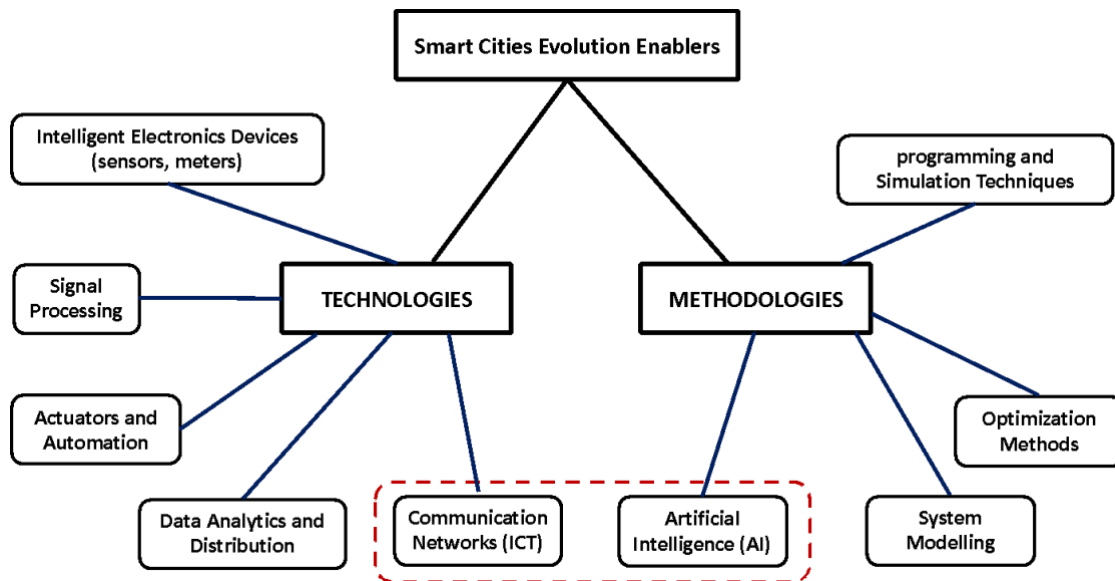 Smart Cities Evolution Enablers
Intelligent Electronics Devices
(sensors, meters)
programming and
Simulation Techniques
Signal
Processing
TECHNOLOGIES
METHODOLOGIES
Actuators and
Automation
Optimization
Methods
Data Analytics and
Distribution
Communication
Networks (ICT)
Artificial
Intelligence (AI)
System
Modelling